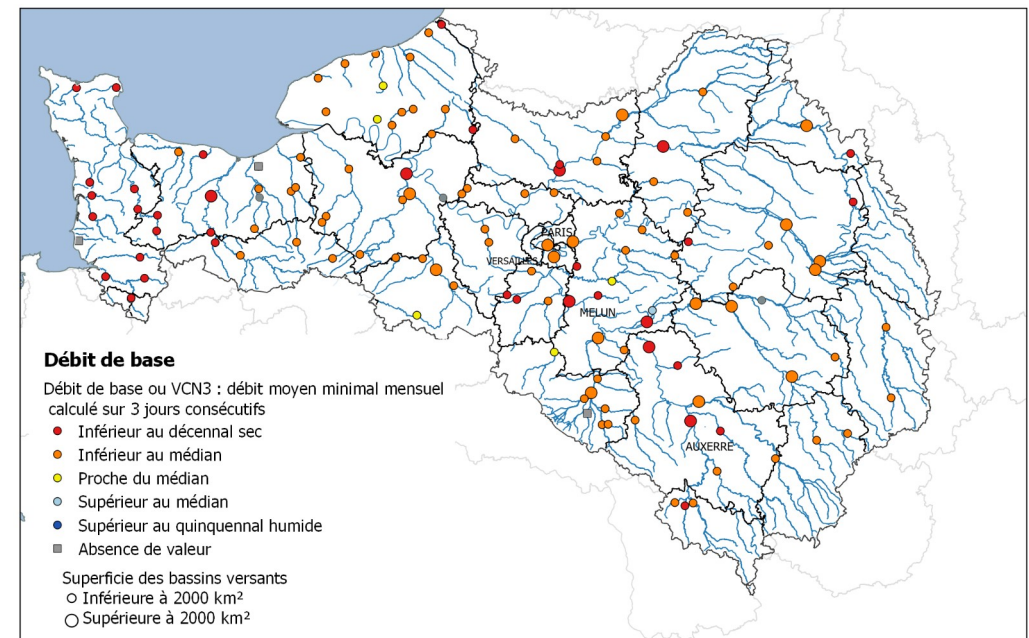 PARIS
VERSAILLES
MELUN
AUXERRE
Débit de base
Débit de base ou VCN3 : débit moyen minimal mensuel
calculé sur 3 jours consécutifs
Inférieur au décennal sec
Inférieur au médian
Proche du médian
Supérieur au médian
Supérieur au quinquennal humide
Absence de valeur
Superficie des bassins versants
Inférieure à 2000 km²
Supérieure à 2000 km²